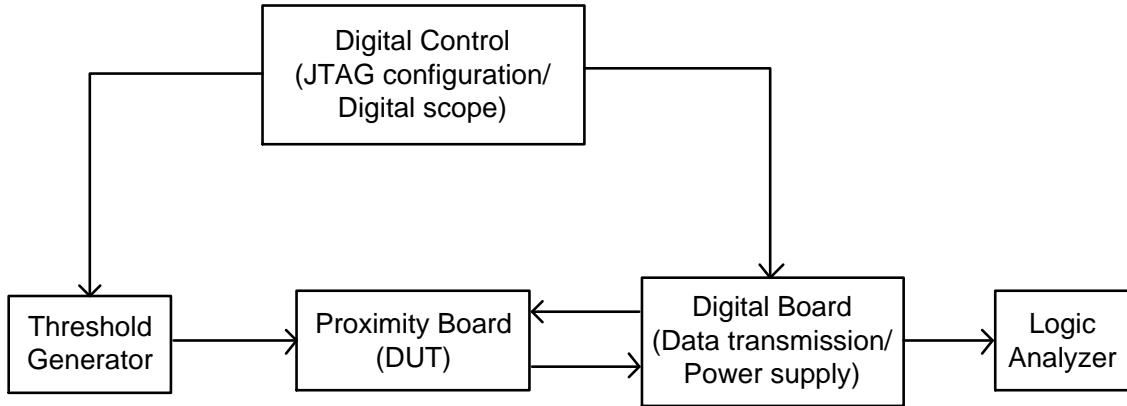 Digital Control
(JTAG configuration/
Digital scope)
Threshold
Generator
Proximity Board
(DUT)
Digital Board
(Data transmission/
Power supply)
Logic
Analyzer